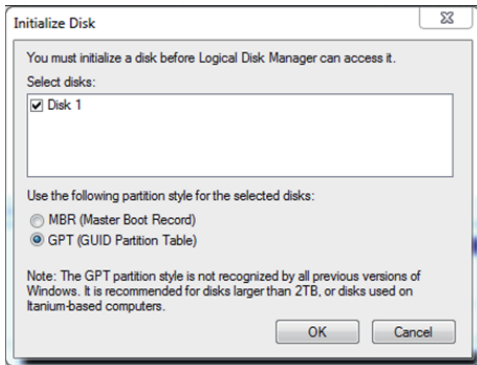 Initialize Disk
You must initialize a disk before Logical Disk Manager can access it.
Select disks:
Disk 1
Use the following partition style for the selected disks:
MBR (Master Boot Record)
GPT (GUID Partition Table)
Note: The GPT partition style is not recognized by all previous versions of
Windows. It is recommended for disks larger than 2TB, or disks used on
Itanium-based computers.
OK
Cancel